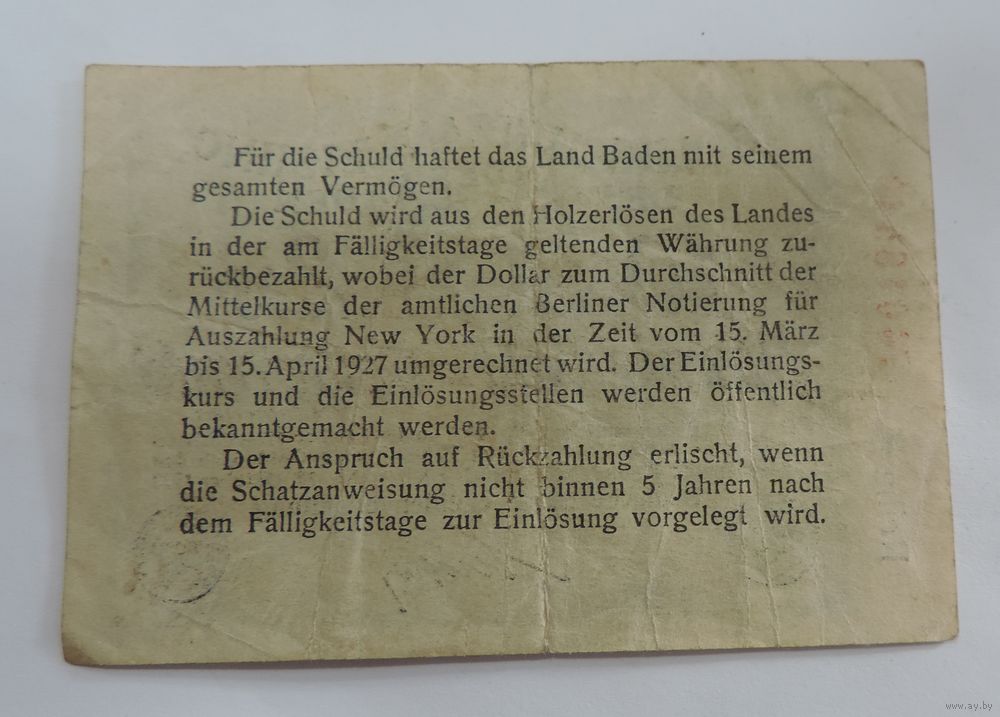 Für die Schuld haftet das Land Baden mit seinem
gesamten Vermögen.
Die Schuld wird aus den Holzerlösen des Landes
in der am Fälligkeitstage geltenden Währung zu-
rückbezahlt, wobei der Dollar zum Durchschnitt der
Mittelkurse der amtlichen Berliner Notierung für
Auszahlung New York in der Zeit vom 15. März
bis 15. April 1927 umgerechnet wird. Der Einlösungs-
kurs und die Einlösungsstellen werden öffentlich
bekanntgemacht werden.
Der Anspruch auf Rückzahlung erlischt, wenn
die Schatzanweisung nicht binnen 5 Jahren nach
dem Fälligkeitstage zur Einlösung vorgelegt wird.
www.ay.by